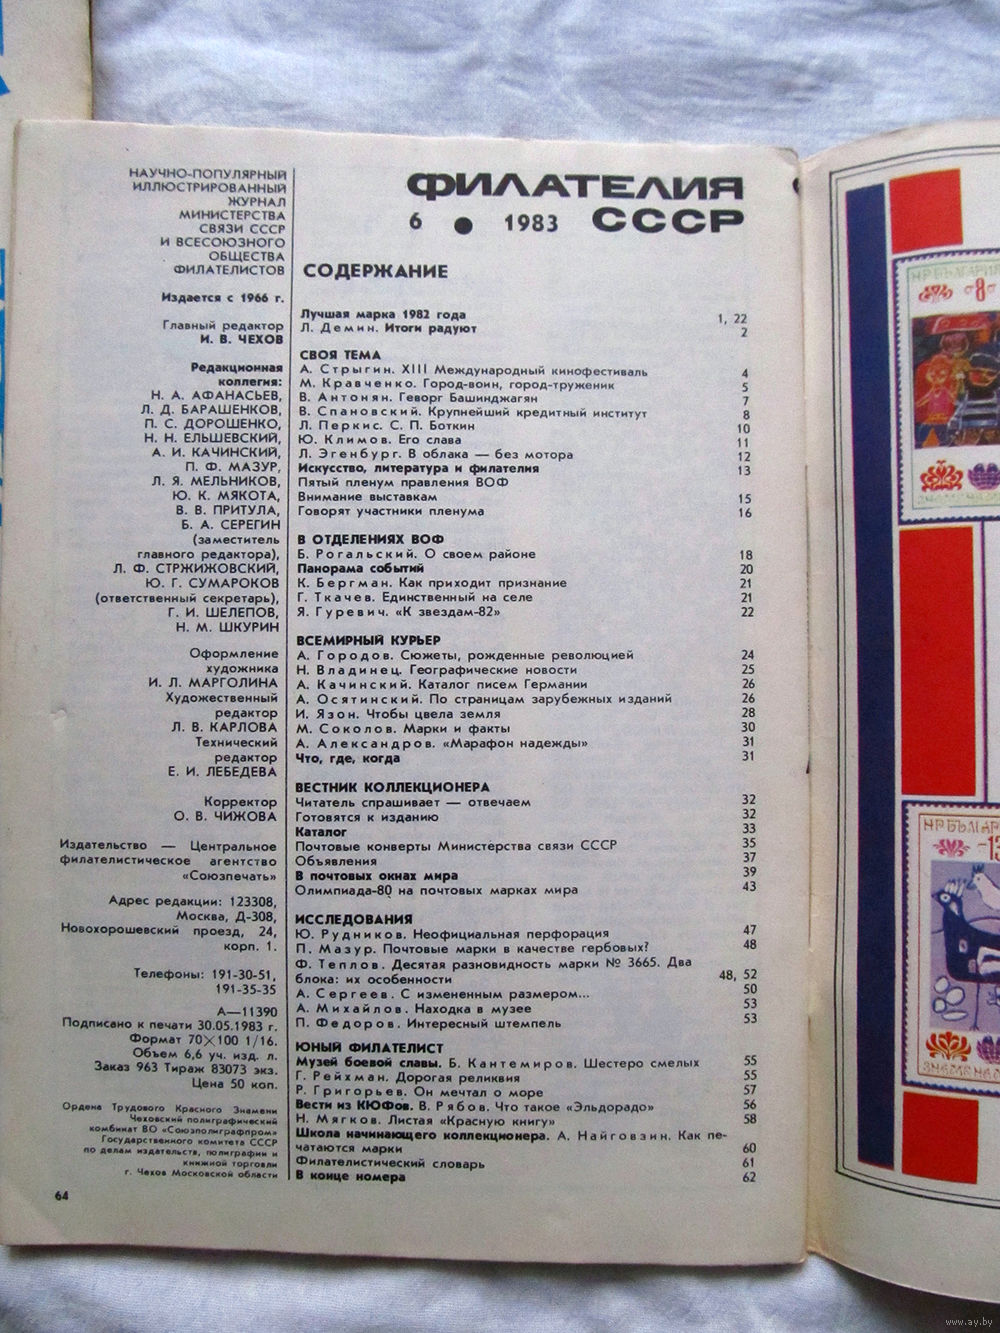 НАУЧНО-ПОПУЛЯРНЫЙ
ИЛЛЮСТРИРОВАННЫЙ
ЖУРНАЛ
МИНИСТЕРСТВА
СВЯЗИ СССР
И ВСЕСОЮЗНОГО
ОБЩЕСТВА
ФИЛАТЕЛИСТОВ
Издается с 1966 г.
Главный редактор
И. В. ЧЕХОВ
Редакционная
коллегия:
Н. А. АФАНАСЬЕВ,
Л. Д. БАРАШЕНКОВ,
П. С. ДОРОШЕНКО,
Н. Н. ЕЛЬШЕВСКИЙ,
А. И. КАЧИНСКИЙ,
П. Ф. МАЗУР,
Л. Я. МЕЛЬНИКОВ,
Ю. К. МЯКОТА,
В. В. ПРИТУЛА,
Б. А. СЕРЕГИН
(заместитель
главного редактора),
Л. Ф. СТРЖИЖОВСКИЙ,
Ю. Г. СУМАРОКОВ
(ответственный секретарь),
Г. И. ШЕЛЕПОВ,
Н. М. ШКУРИН
Оформление
художника
И. Л. МАРГОЛИНА
Художественный
редактор
Л. В. КАРЛОВА
Технический
редактор
Е. И. ЛЕБЕДЕВА
Корректор
О. В. ЧИЖОВА
Издательство — Центральное
филателистическое агентство
«Союзпечать»
Адрес редакции: 123308,
Москва, Д-308,
Новохорошевский проезд, 24,
корп. 1.
Телефоны: 191-30-51,
191-35-35
А—11390
Подписано к печати 30.05.1983 г.
Формат 70×100 1/16.
Объем 6,6 уч. изд. л.
Заказ 963 Тираж 83073 экз.
Цена 50 коп.
Ордена Трудового Красного Знамени
Чеховский полиграфический
комбинат ВО «Союзполиграфпром»
Государственного комитета СССР
по делам издательств, полиграфии и
книжной торговли
г. Чехов Московской области
64
ФИЛАТЕЛИЯ
6 ● 1983 СССР
СОДЕРЖАНИЕ
Лучшая марка 1982 года 1, 22
Л. Демин. Итоги радуют 2
СВОЯ ТЕМА
А. Стрыгин. XIII Международный кинофестиваль 4
М. Кравченко. Город-воин, город-труженик 5
В. Антонян. Геворг Башинджагян 7
В. Спановский. Крупнейший кредитный институт 8
Л. Перкис. С. П. Боткин 10
Ю. Климов. Его слава 11
Л. Эгенбург. В облака — без мотора 12
Искусство, литература и филателия 13
Пятый пленум правления ВОФ
Внимание выставкам 15
Говорят участники пленума 16
В ОТДЕЛЕНИЯХ ВОФ
Б. Рогальский. О своем районе 18
Панорама событий 20
К. Бергман. Как приходит признание 21
Г. Ткачев. Единственный на селе 21
Я. Гуревич. «К звездам-82» 22
ВСЕМИРНЫЙ КУРЬЕР
А. Городов. Сюжеты, рожденные революцией 24
Н. Владинец. Географические новости 25
А. Качинский. Каталог писем Германии 26
А. Осятинский. По страницам зарубежных изданий 26
И. Язон. Чтобы цвела земля 28
М. Соколов. Марки и факты 30
А. Александров. «Марафон надежды» 31
Что, где, когда 31
ВЕСТНИК КОЛЛЕКЦИОНЕРА
Читатель спрашивает — отвечаем 32
Готовятся к изданию 32
Каталог 33
Почтовые конверты Министерства связи СССР 35
Объявления 37
В почтовых окнах мира 39
Олимпиада-80 на почтовых марках мира 43
ИССЛЕДОВАНИЯ
Ю. Рудников. Неофициальная перфорация 47
П. Мазур. Почтовые марки в качестве гербовых? 48
Ф. Теплов. Десятая разновидность марки № 3665. Два
блока: их особенности 48, 52
А. Сергеев. С измененным размером... 50
А. Михайлов. Находка в музее 53
П. Федоров. Интересный штемпель 53
ЮНЫЙ ФИЛАТЕЛИСТ
Музей боевой славы. Б. Кантемиров. Шестеро смелых 55
Г. Рейхман. Дорогая реликвия 55
Р. Григорьев. Он мечтал о море 57
Вести из КЮФов. В. Рябов. Что такое «Эльдорадо» 56
Н. Мягков. Листая «Красную книгу» 58
Школа начинающего коллекционера. А. Найговзин. Как пе-
чатаются марки 60
Филателистический словарь 61
В конце номера 62
НР БЪЛГАРИ
8
НР БЪЛГАР
www.ay.by